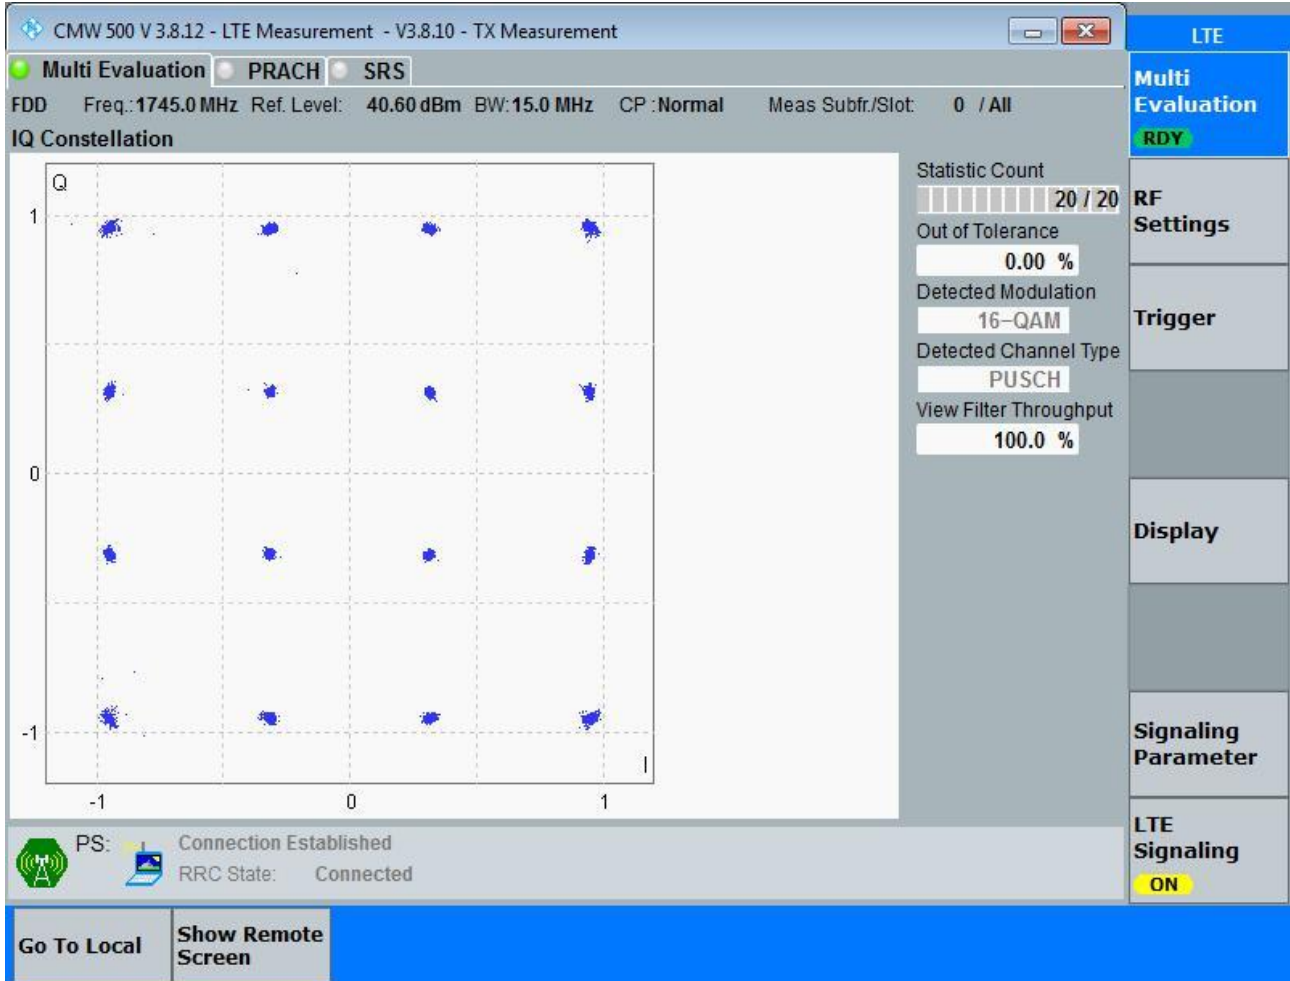 CMW 500 V 3.8.12 - LTE Measurement - V3.8.10 - TX Measurement
LTE
Multi Evaluation PRACH SRS
FDD Freq.:1745.0 MHz Ref. Level: 40.60 dBm BW:15.0 MHz CP :Normal Meas Subfr./Slot: 0 / All
IQ Constellation
Q
1
0
-1
I
-1 0 1
Statistic Count
20 / 20
Out of Tolerance
0.00 %
Detected Modulation
16-QAM
Detected Channel Type
PUSCH
View Filter Throughput
100.0 %
Multi
Evaluation
RDY
RF
Settings
Trigger
Display
Signaling
Parameter
LTE
Signaling
ON
PS: Connection Established
RRC State: Connected
Go To Local
Show Remote
Screen